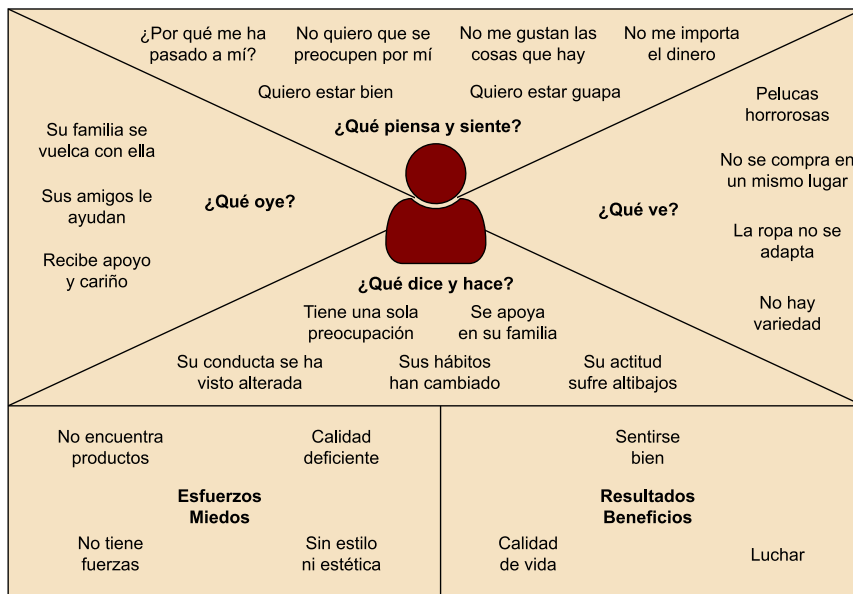 ¿Por qué me ha
pasado a mí?
No quiero que se
preocupen por mí
No me gustan las
cosas que hay
No me importa
el dinero
Quiero estar bien
Quiero estar guapa
¿Qué piensa y siente?
Su familia se
vuelca con ella
Sus amigos le
ayudan
Recibe apoyo
y cariño
¿Qué oye?
¿Qué ve?
Pelucas
horrorosas
No se compra en
un mismo lugar
La ropa no se
adapta
No hay
variedad
¿Qué dice y hace?
Tiene una sola
preocupación
Se apoya
en su familia
Su conducta se ha
visto alterada
Sus hábitos
han cambiado
Su actitud
sufre altibajos
No encuentra
productos
Calidad
deficiente
Esfuerzos
Miedos
No tiene
fuerzas
Sin estilo
ni estética
Sentirse
bien
Resultados
Beneficios
Calidad
de vida
Luchar